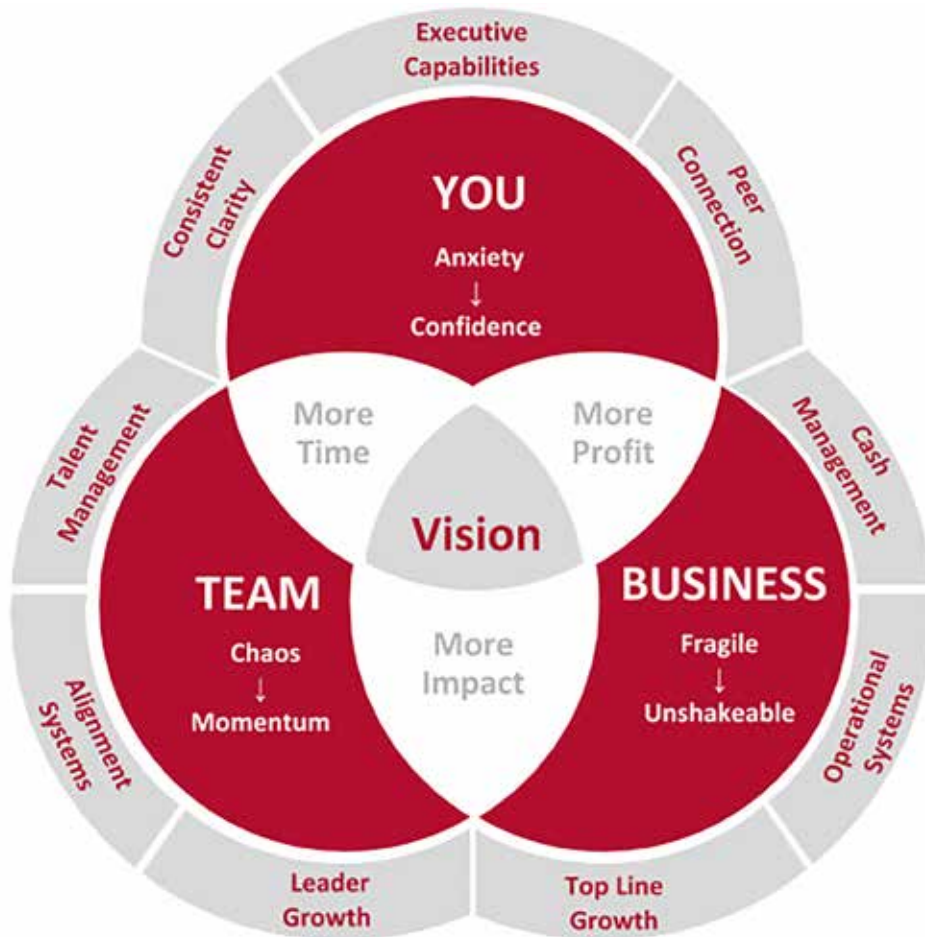 Executive
Capabilities
Consistent
Clarity
Peer
Connection
YOU
Anxiety
↓
Confidence
More
Time
More
Profit
Talent
Management
Cash
Management
Vision
TEAM
Chaos
↓
Momentum
BUSINESS
Fragile
↓
Unshakeable
More
Impact
Alignment
Systems
Operational
Systems
Leader
Growth
Top Line
Growth